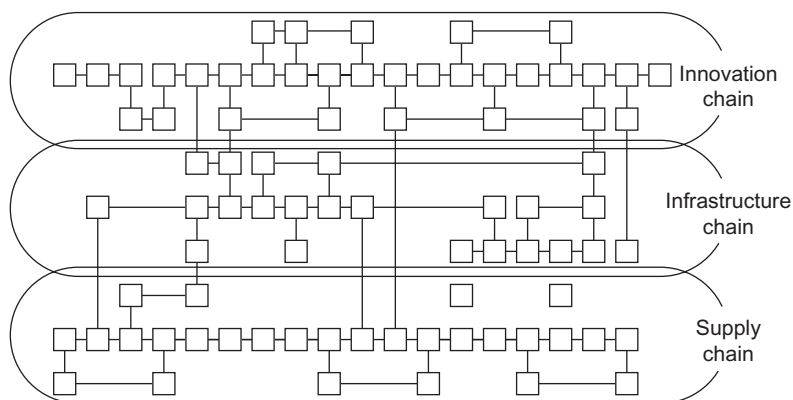 Innovation
chain
Infrastructure
chain
Supply
chain